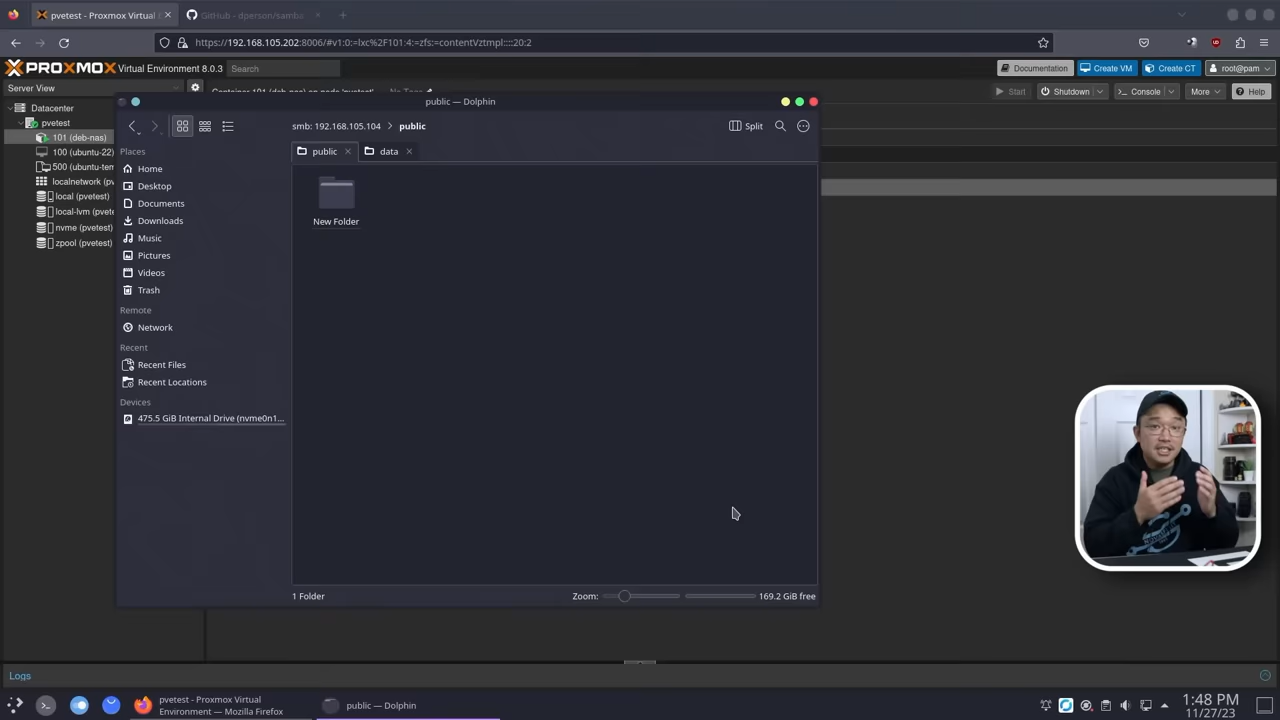 pvetest - Proxmox Virtual E
GitHub - dperson/samba
https://192.168.105.202:8006/#v1:0:=lxc%2F101:4:=zfs:=contentVztmpl::::20:2
PROXMOX Virtual Environment 8.0.3
Search
Documentation
Create VM
Create CT
root@pam
Server View
Start
Shutdown
Console
More
Help
Datacenter
pvetest
101 (deb-nas)
100 (ubuntu-22
500 (ubuntu-tem
localnetwork (p
local (pvetest)
local-lvm (pvete
nvme (pvetest)
zpool (pvetest)
public — Dolphin
smb: 192.168.105.104 > public
Split
public
data
Places
Home
Desktop
Documents
Downloads
Music
Pictures
Videos
Trash
Remote
Network
Recent
Recent Files
Recent Locations
Devices
475.5 GiB Internal Drive (nvme0n1...
New Folder
1 Folder
Zoom:
169.2 GiB free
Logs
pvetest - Proxmox Virtual
Environment — Mozilla Firefox
public — Dolphin
1:48 PM
11/27/23